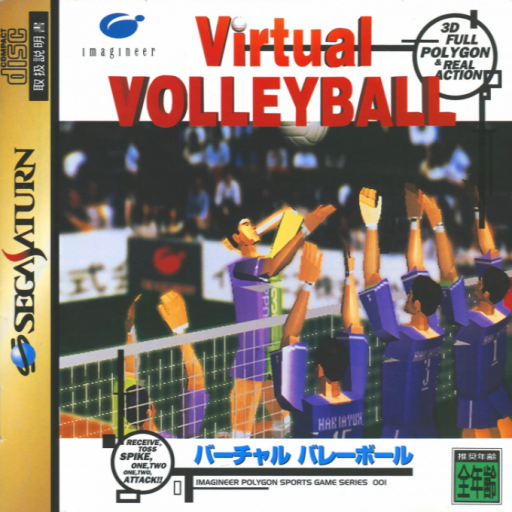 COMPACT
disc
取扱説明書
SEGA SATURN
imagineer
Virtual
VOLLEYBALL
3D
FULL
POLYGON
& REAL
ACTION
RECEIVE,
TOSS
SPIKE,
ONE,TWO
ONE,TWO,
ATTACK!!
バーチャル バレーボール
IMAGINEER POLYGON SPORTS GAME SERIES 001
推奨年齢
全年齢